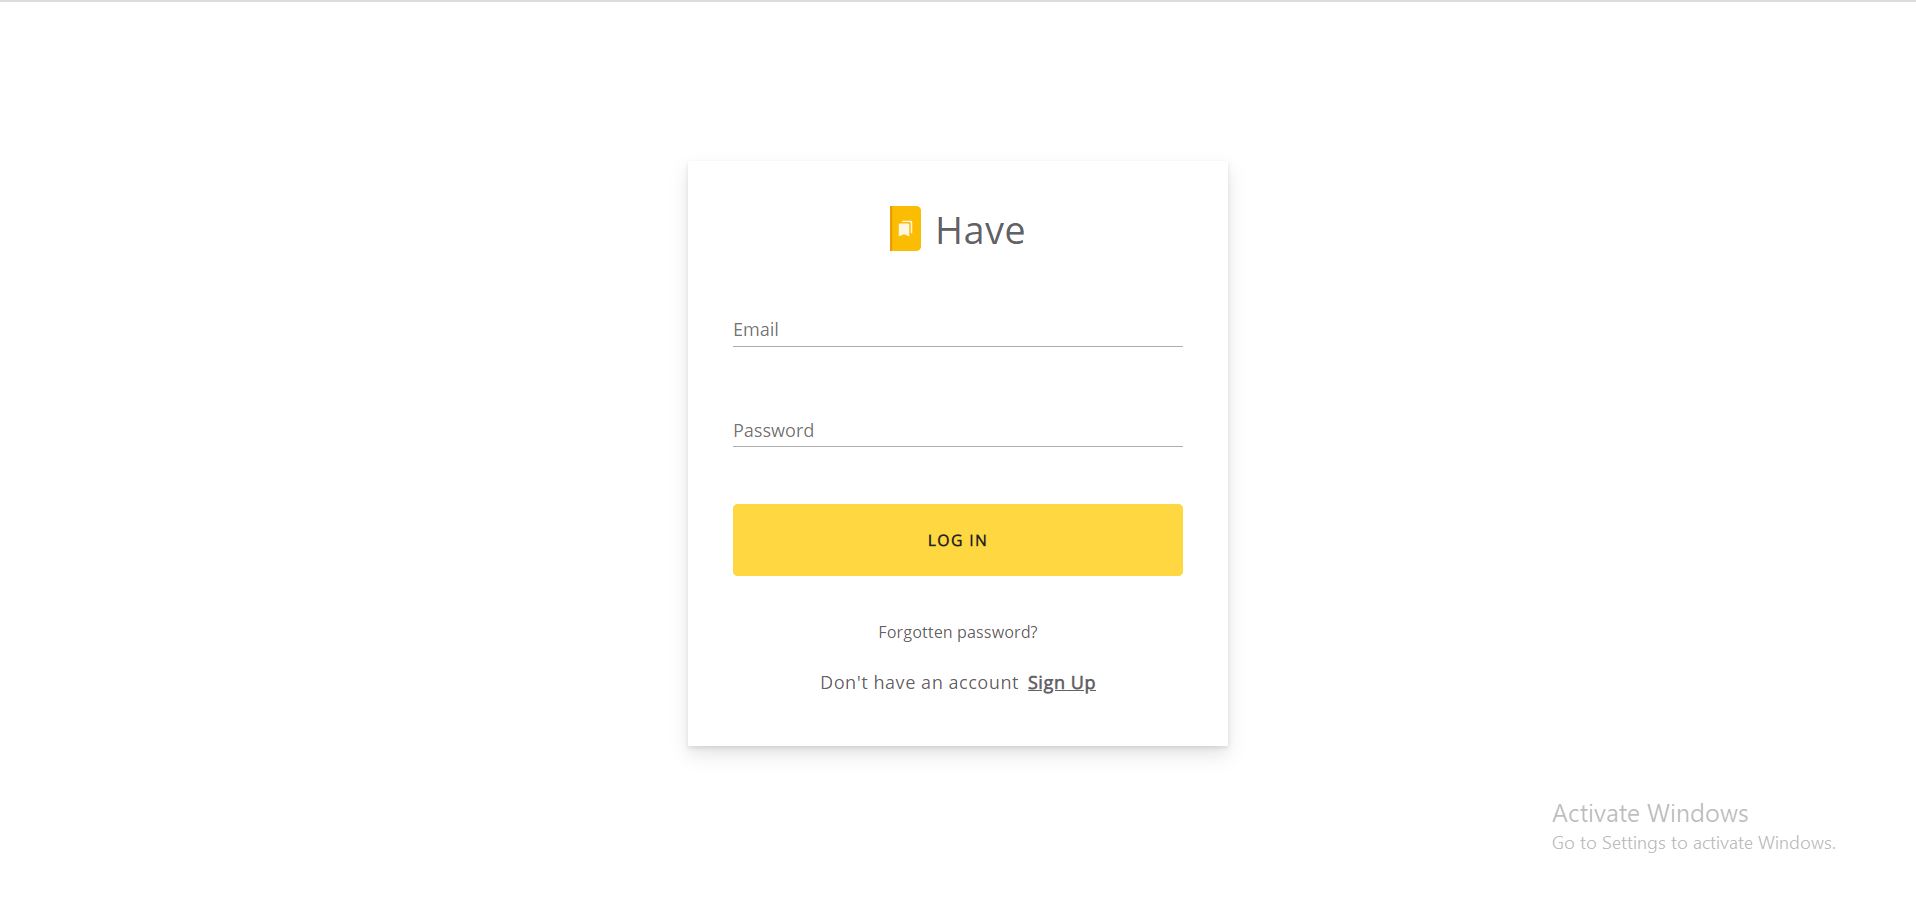 Have
Email
Password
LOG IN
Forgotten password?
Don't have an account Sign Up
Activate Windows
Go to Settings to activate Windows.